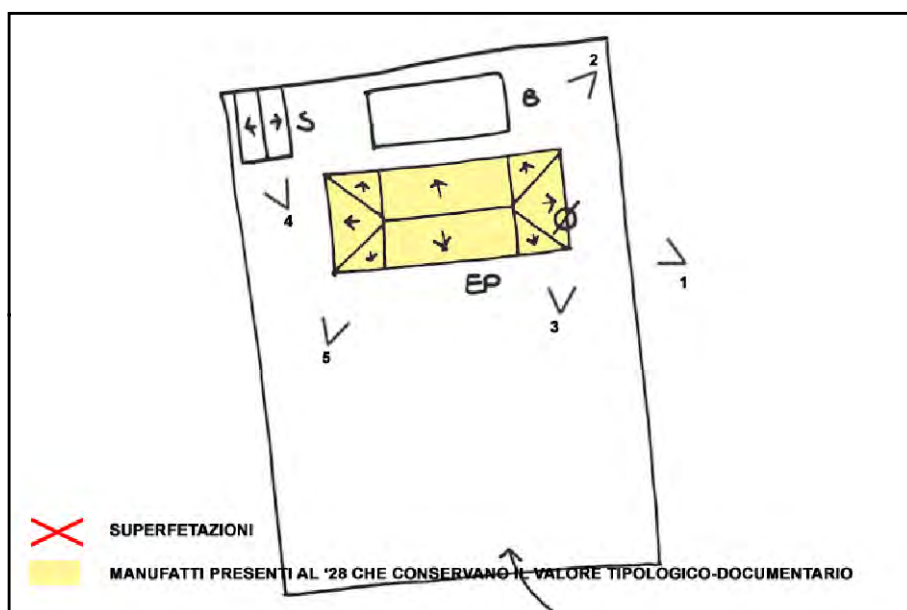 2
S
B
4
EP
1
3
5
SUPERFETAZIONI
MANUFATTI PRESENTI AL '28 CHE CONSERVANO IL VALORE TIPOLOGICO-DOCUMENTARIO